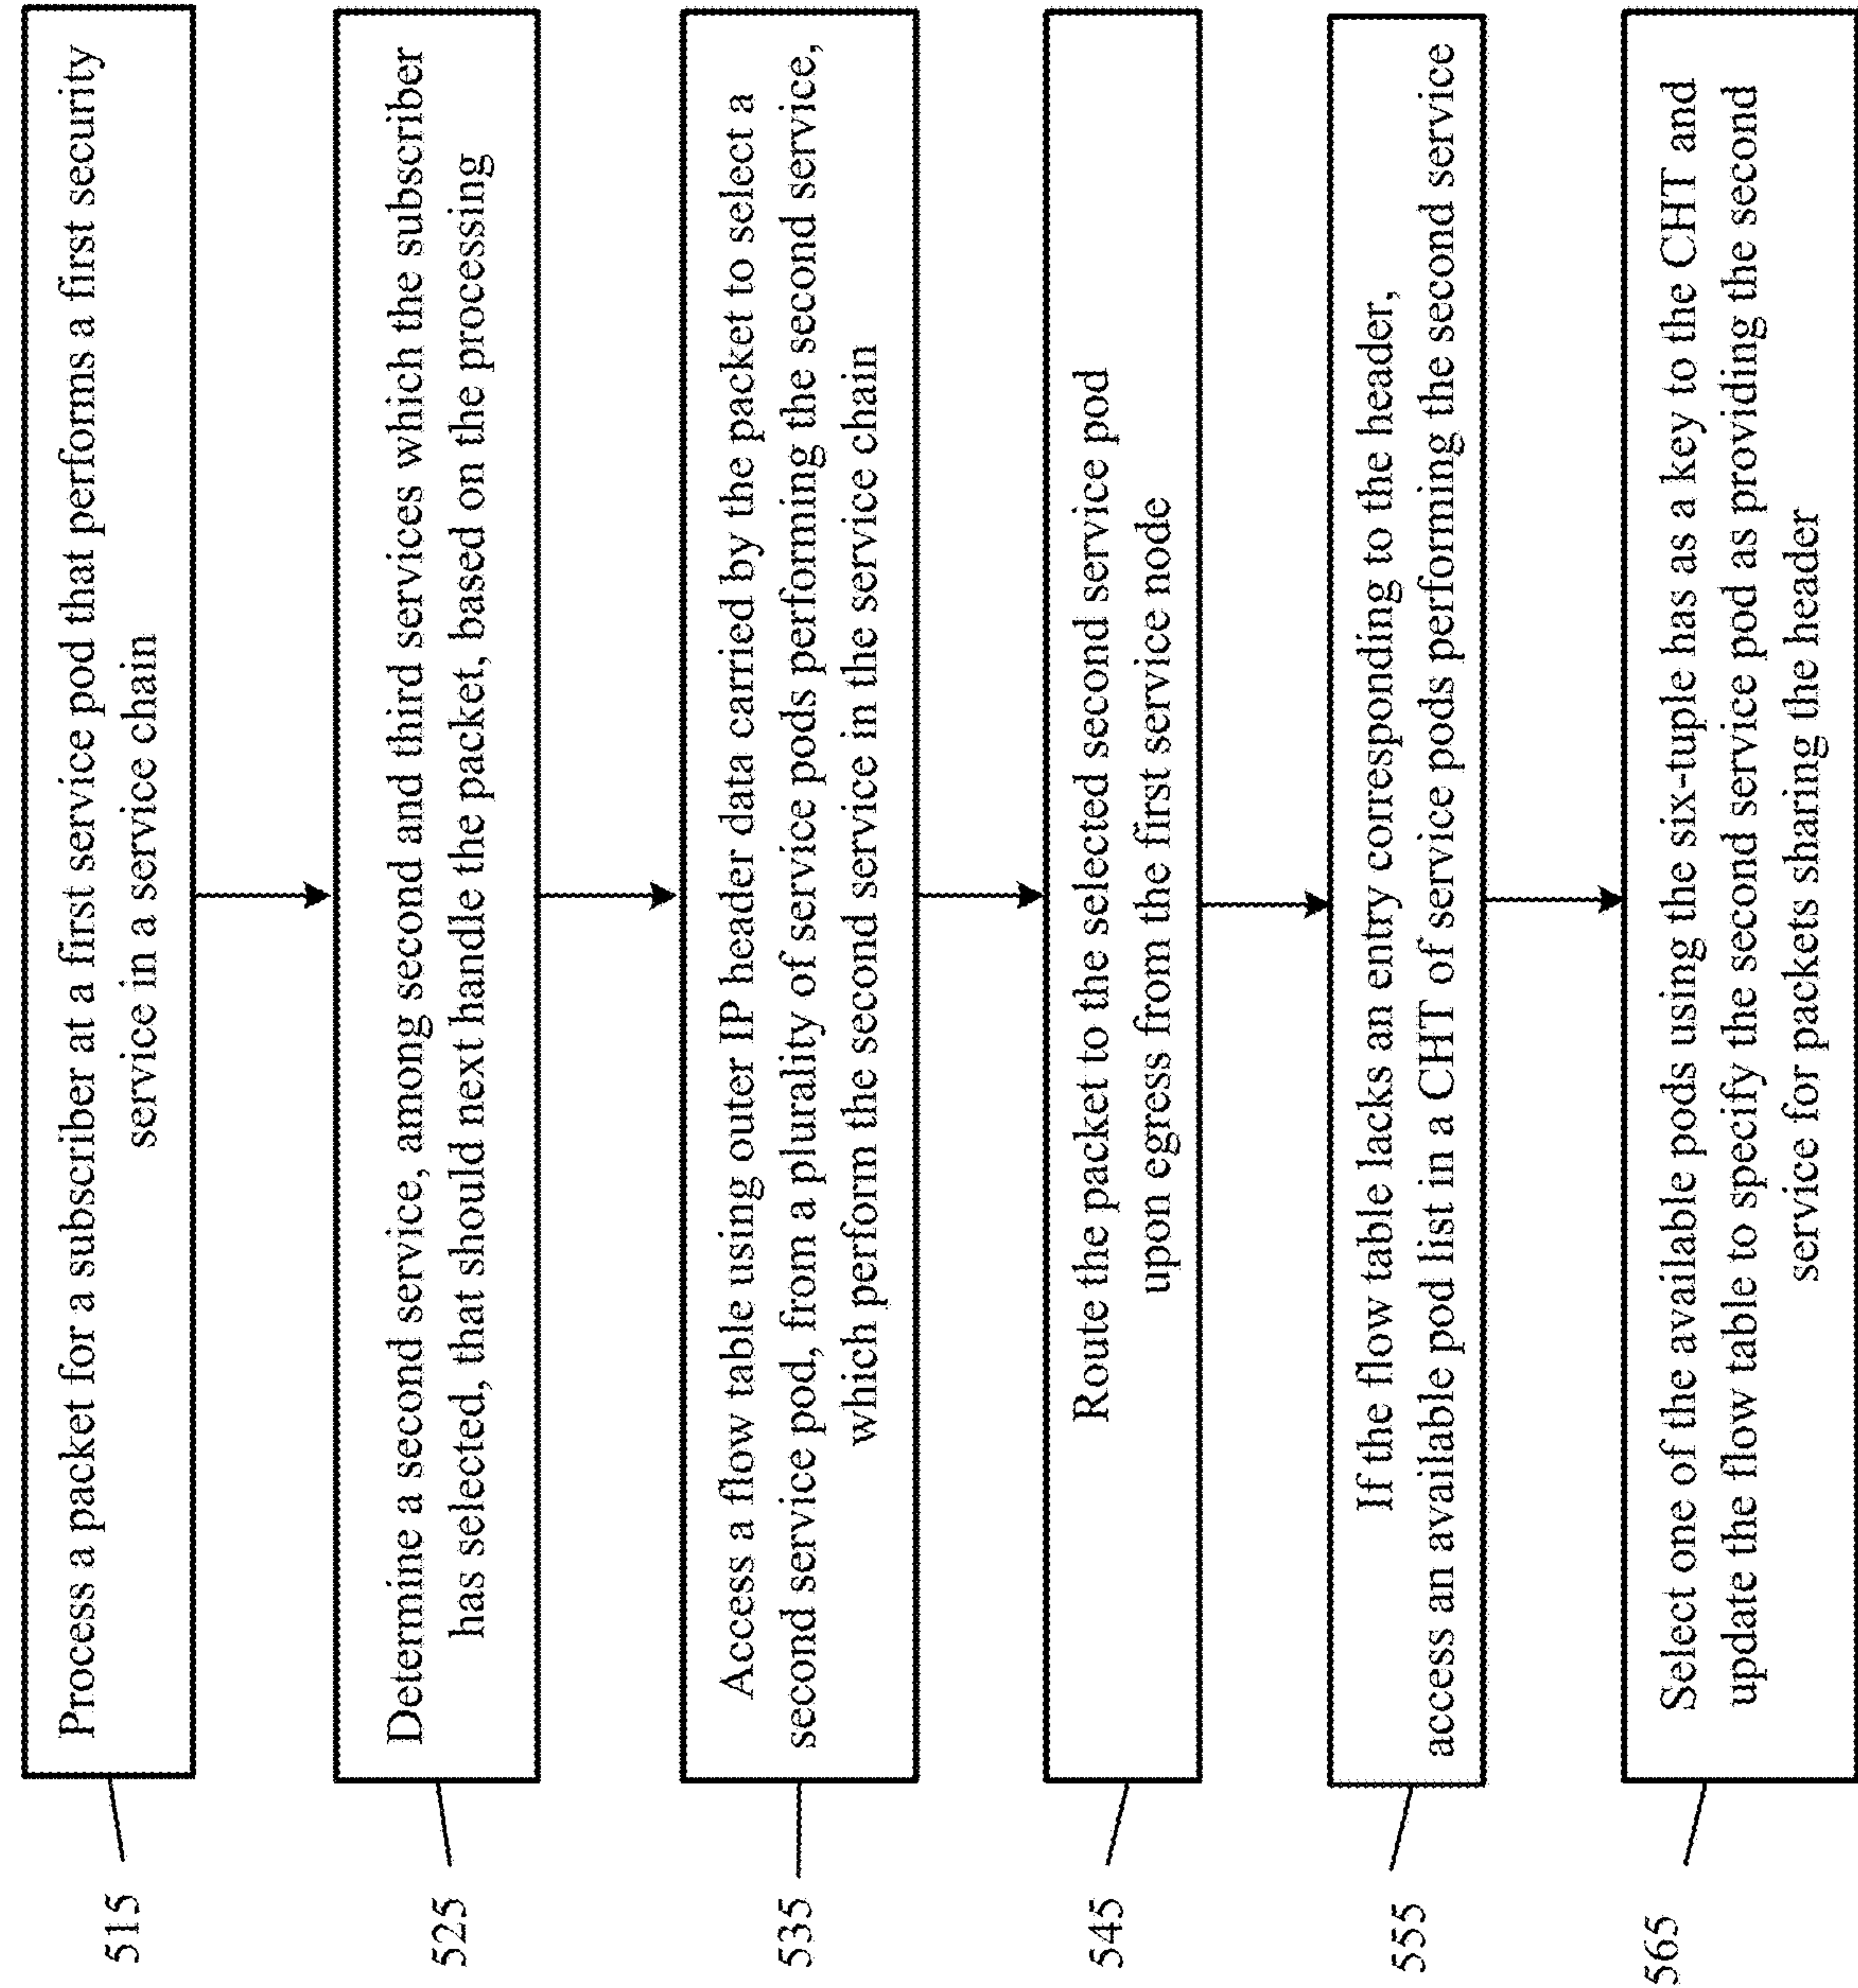 515
Process a packet for a subscriber at a first service pod that performs a first security
service in a service chain
525
Determine a second service, among second and third services which the subscriber
has selected, that should next handle the packet, based on the processing
535
Access a flow table using outer IP header data carried by the packet to select a
second service pod, from a plurality of service pods performing the second service,
which perform the second service in the service chain
545
Route the packet to the selected second service pod
upon egress from the first service node
555
If the flow table lacks an entry corresponding to the header,
access an available pod list in a CHT of service pods performing the second service
565
Select one of the available pods using the six-tuple has as a key to the CHT and
update the flow table to specify the second service pod as providing the second
service for packets sharing the header